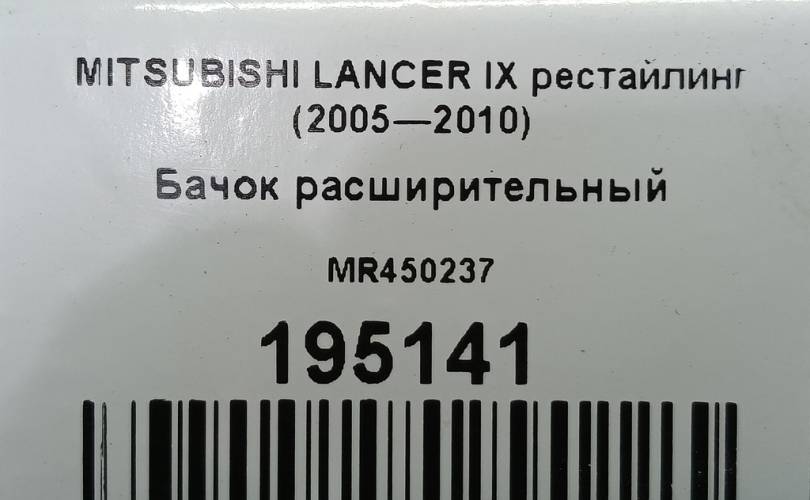 MITSUBISHI LANCER IX рестайлинг
(2005—2010)
Бачок расширительный
MR450237
195141